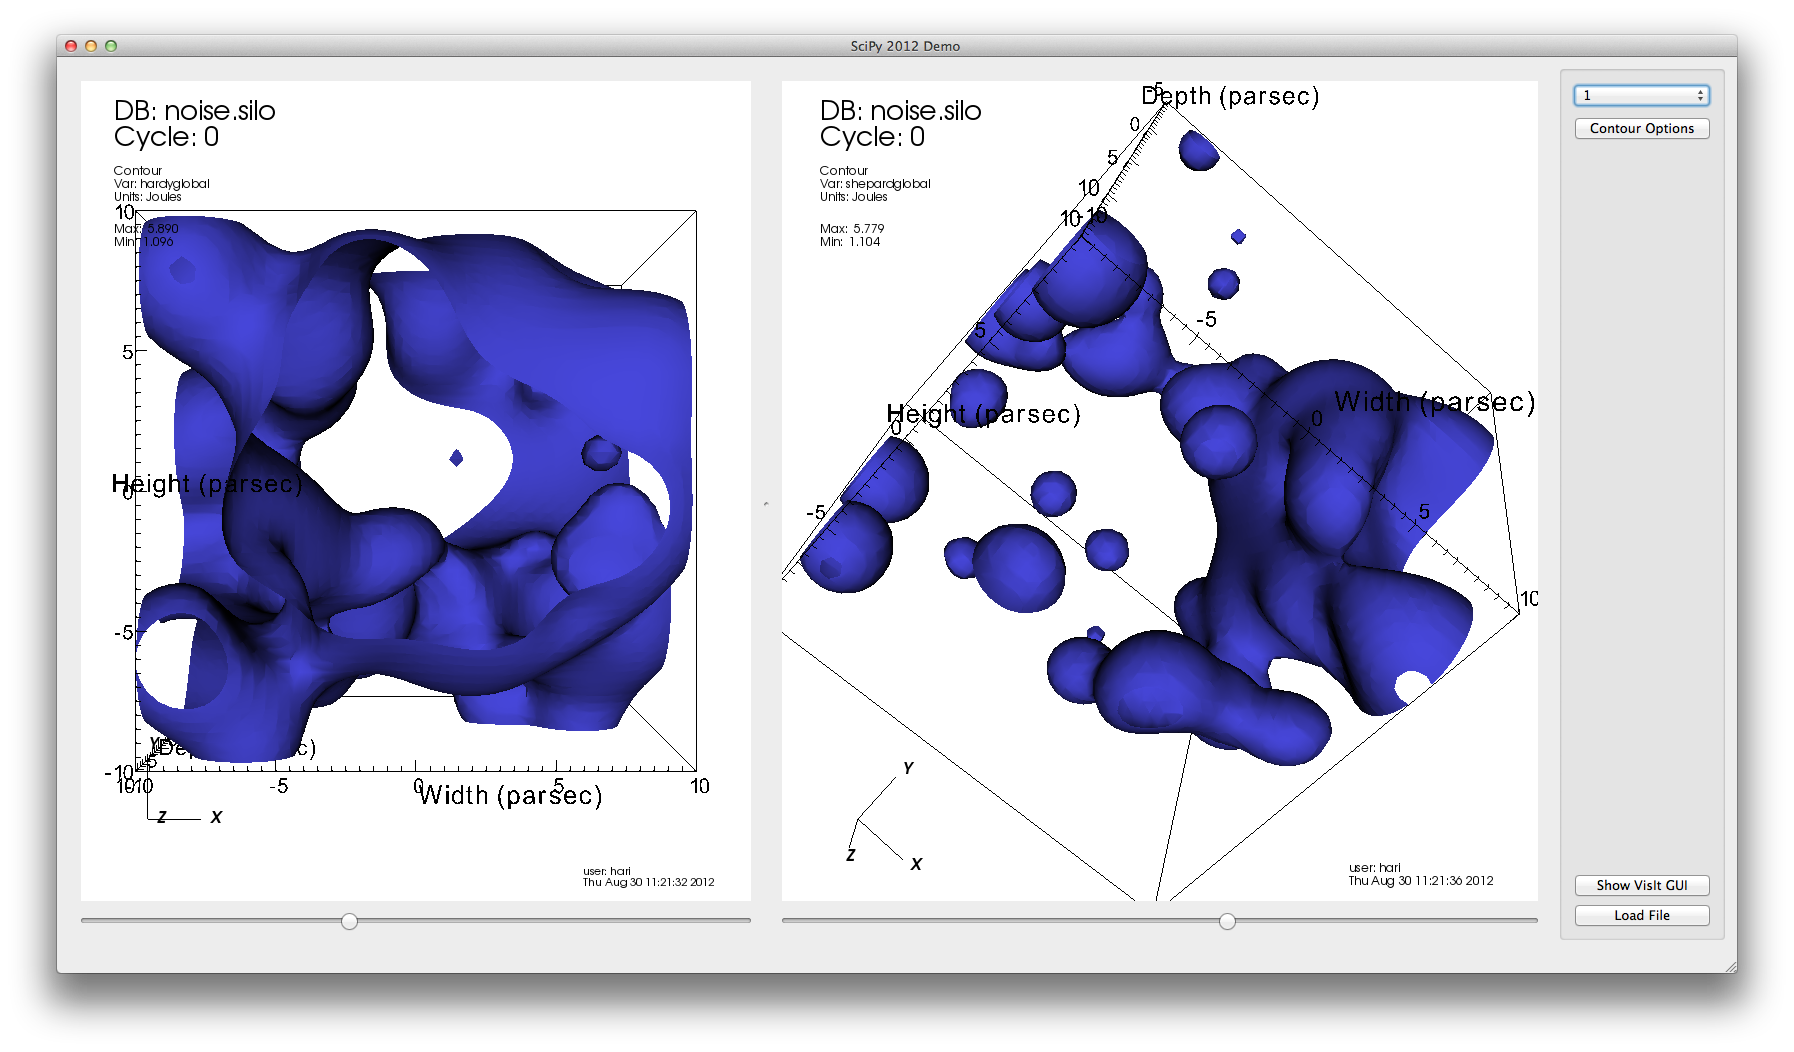 SciPy 2012 Demo
DB: noise.silo
Cycle: 0
Contour
Var: hardyglobal
Units: Joules
Max: 5.890
Min: 1.096
10
5
Height (parsec)
0
-5
-10
-5
0
5
10
Width (parsec)
Z
X
user: hari
Thu Aug 30 11:21:32 2012
DB: noise.silo
Cycle: 0
Contour
Var: shepardglobal
Units: Joules
Max: 5.779
Min: 1.104
-5
Depth (parsec)
0
5
10
10
-10
5
-5
Height (parsec)
0
Width (parsec)
0
-5
5
10
Y
Z
X
user: hari
Thu Aug 30 11:21:36 2012
1
Contour Options
Show VisIt GUI
Load File